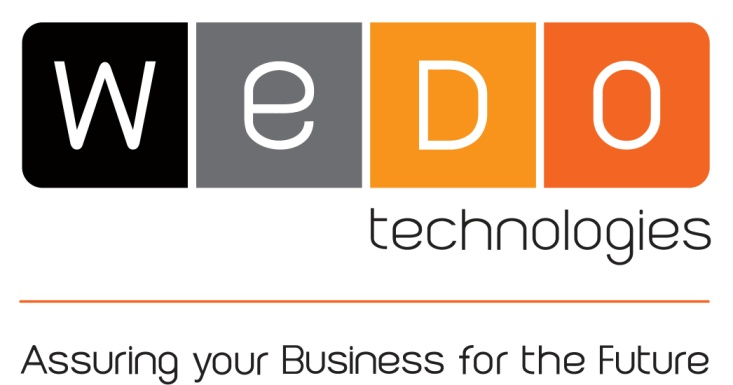 WeDO
technologies
Assuring your Business for the Future